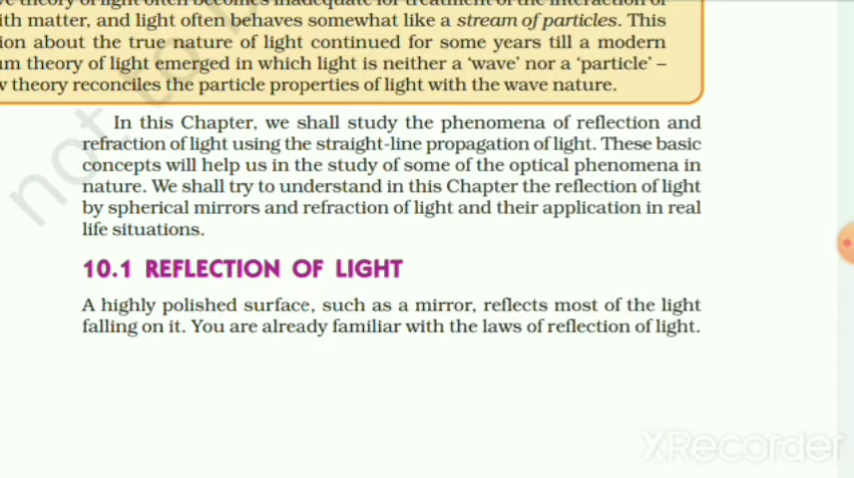 ith matter, and light often behaves somewhat like a stream of particles. This
ion about the true nature of light continued for some years till a modern
m theory of light emerged in which light is neither a ‘wave’ nor a ‘particle’ –
theory reconciles the particle properties of light with the wave nature.
In this Chapter, we shall study the phenomena of reflection and
refraction of light using the straight-line propagation of light. These basic
concepts will help us in the study of some of the optical phenomena in
nature. We shall try to understand in this Chapter the reflection of light
by spherical mirrors and refraction of light and their application in real
life situations.
10.1 REFLECTION OF LIGHT
A highly polished surface, such as a mirror, reflects most of the light
falling on it. You are already familiar with the laws of reflection of light.
not to
XRecorder